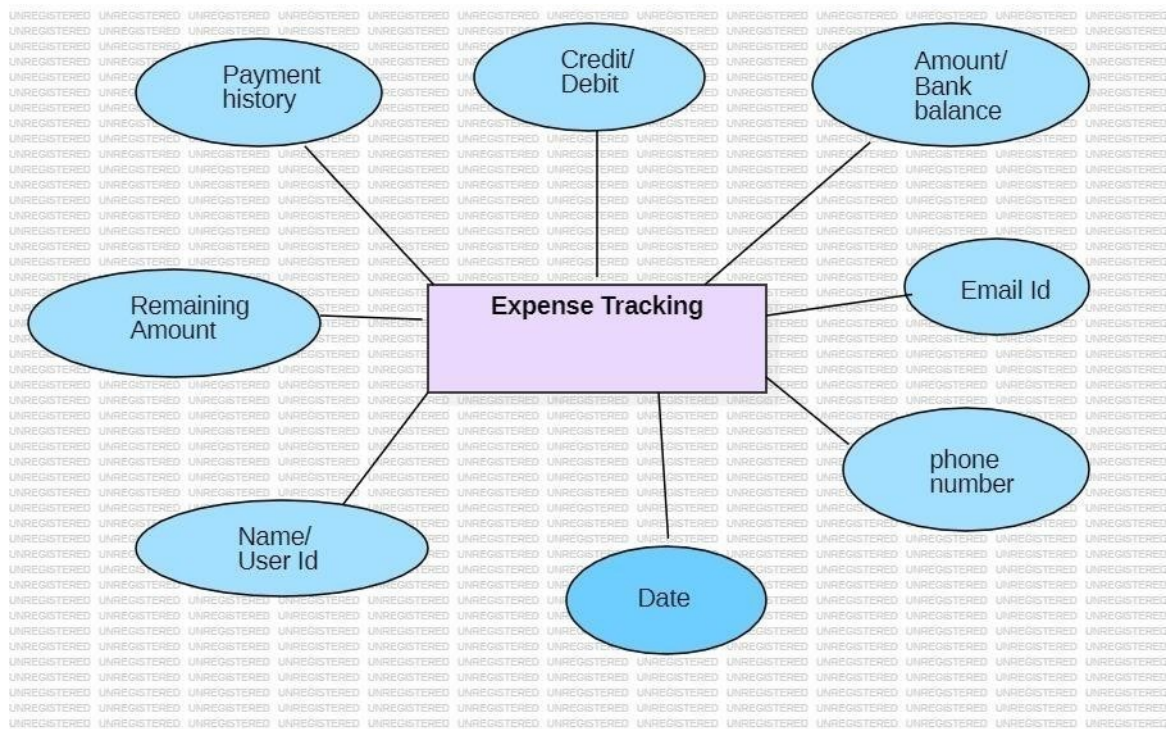 Payment
history
Credit/
Debit
Amount/
Bank
balance
Remaining
Amount
Expense Tracking
Email Id
phone
number
Name/
User Id
Date
UNREGISTERED